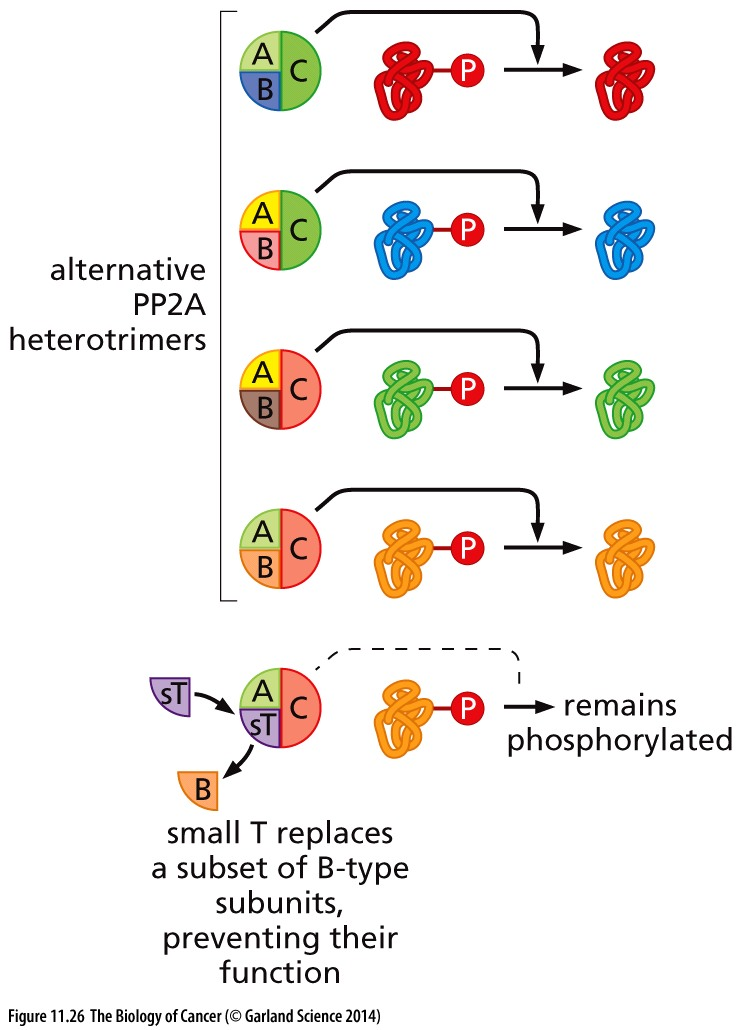 A
B
C
P
A
B
C
P
alternative
PP2A
heterotrimers
A
B
C
P
A
B
C
P
sT
A
sT
C
P
remains
phosphorylated
B
small T replaces
a subset of B-type
subunits,
preventing their
function
Figure 11.26 The Biology of Cancer (© Garland Science 2014)